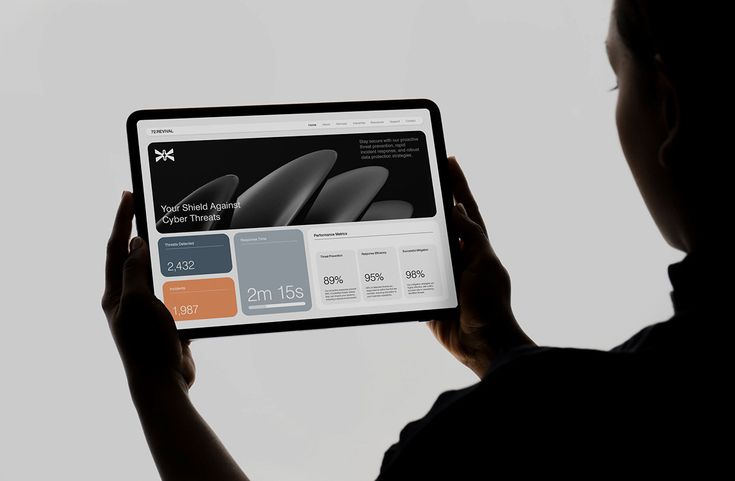 72.REVIVAL
Home About Services Industries Resources Support Contact
Stay secure with our proactive
threat prevention, rapid
incident response, and robust
data protection strategies.
Your Shield Against
Cyber Threats
Threats Detected
2,432
Response Time
2m 15s
Incidents
1,987
Performance Metrics
Threat Prevention
89%
Response Efficiency
95%
Successful Mitigation
98%